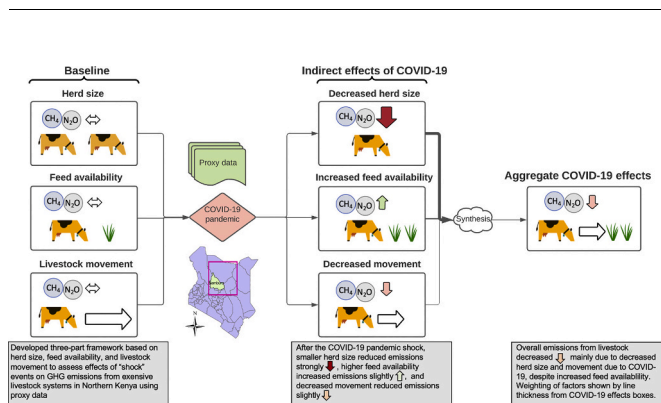 Baseline
Indirect effects of COVID-19
Herd size
CH4 N2O
Decreased herd size
CH4 N2O
Proxy data
Feed availability
CH4 N2O
COVID-19
pandemic
Increased feed availability
CH4 N2O
Synthesis
Aggregate COVID-19 effects
CH4 N2O
Livestock movement
CH4 N2O
Samburu
N
Decreased movement
CH4 N2O
Developed three-part framework based on
herd size, feed availability, and livestock
movement to assess effects of "shock"
events on GHG emissions from exensive
livestock systems in Northern Kenya using
proxy data
After the COVID-19 pandemic shock,
smaller herd size reduced emissions
strongly, higher feed availability
increased emissions slightly, and
decreased movement reduced emissions
slightly
Overall emissions from livestock
decreased mainly due to decreased
herd size and movement due to COVID-
19, despite increased feed availablility.
Weighting of factors shown by line
thickness from COVID-19 effects boxes.